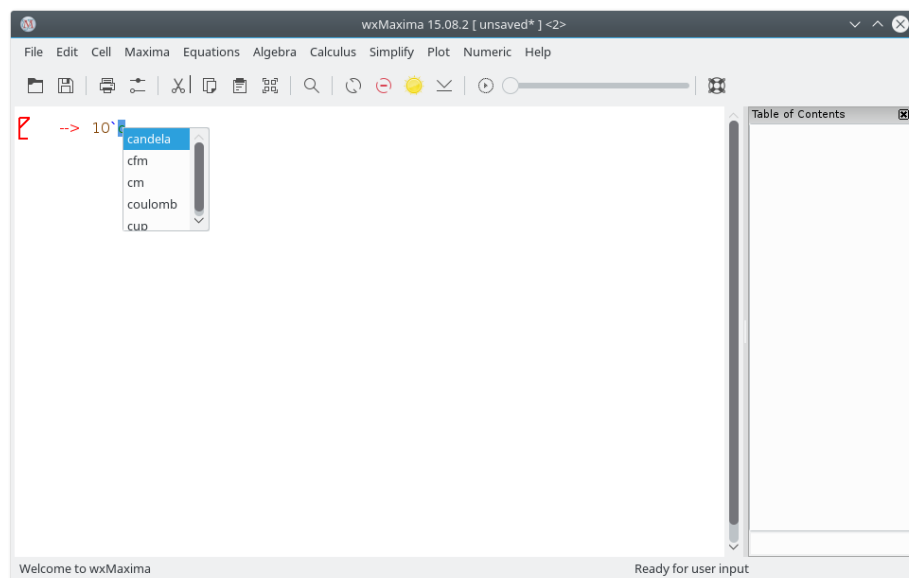 wxMaxima 15.08.2 [ unsaved* ] <2>
File Edit Cell Maxima Equations Algebra Calculus Simplify Plot Numeric Help
Table of Contents
--> 10`c
candela
cfm
cm
coulomb
cup
Welcome to wxMaxima Ready for user input